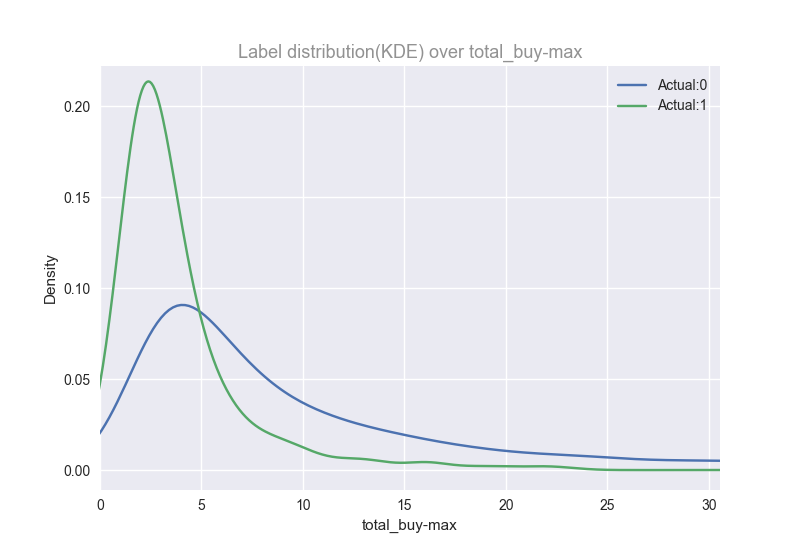 Label distribution(KDE) over total_buy-max
Actual:0
Actual:1
0.20
0.15
0.10
0.05
0.00
Density
0 5 10 15 20 25 30
total_buy-max